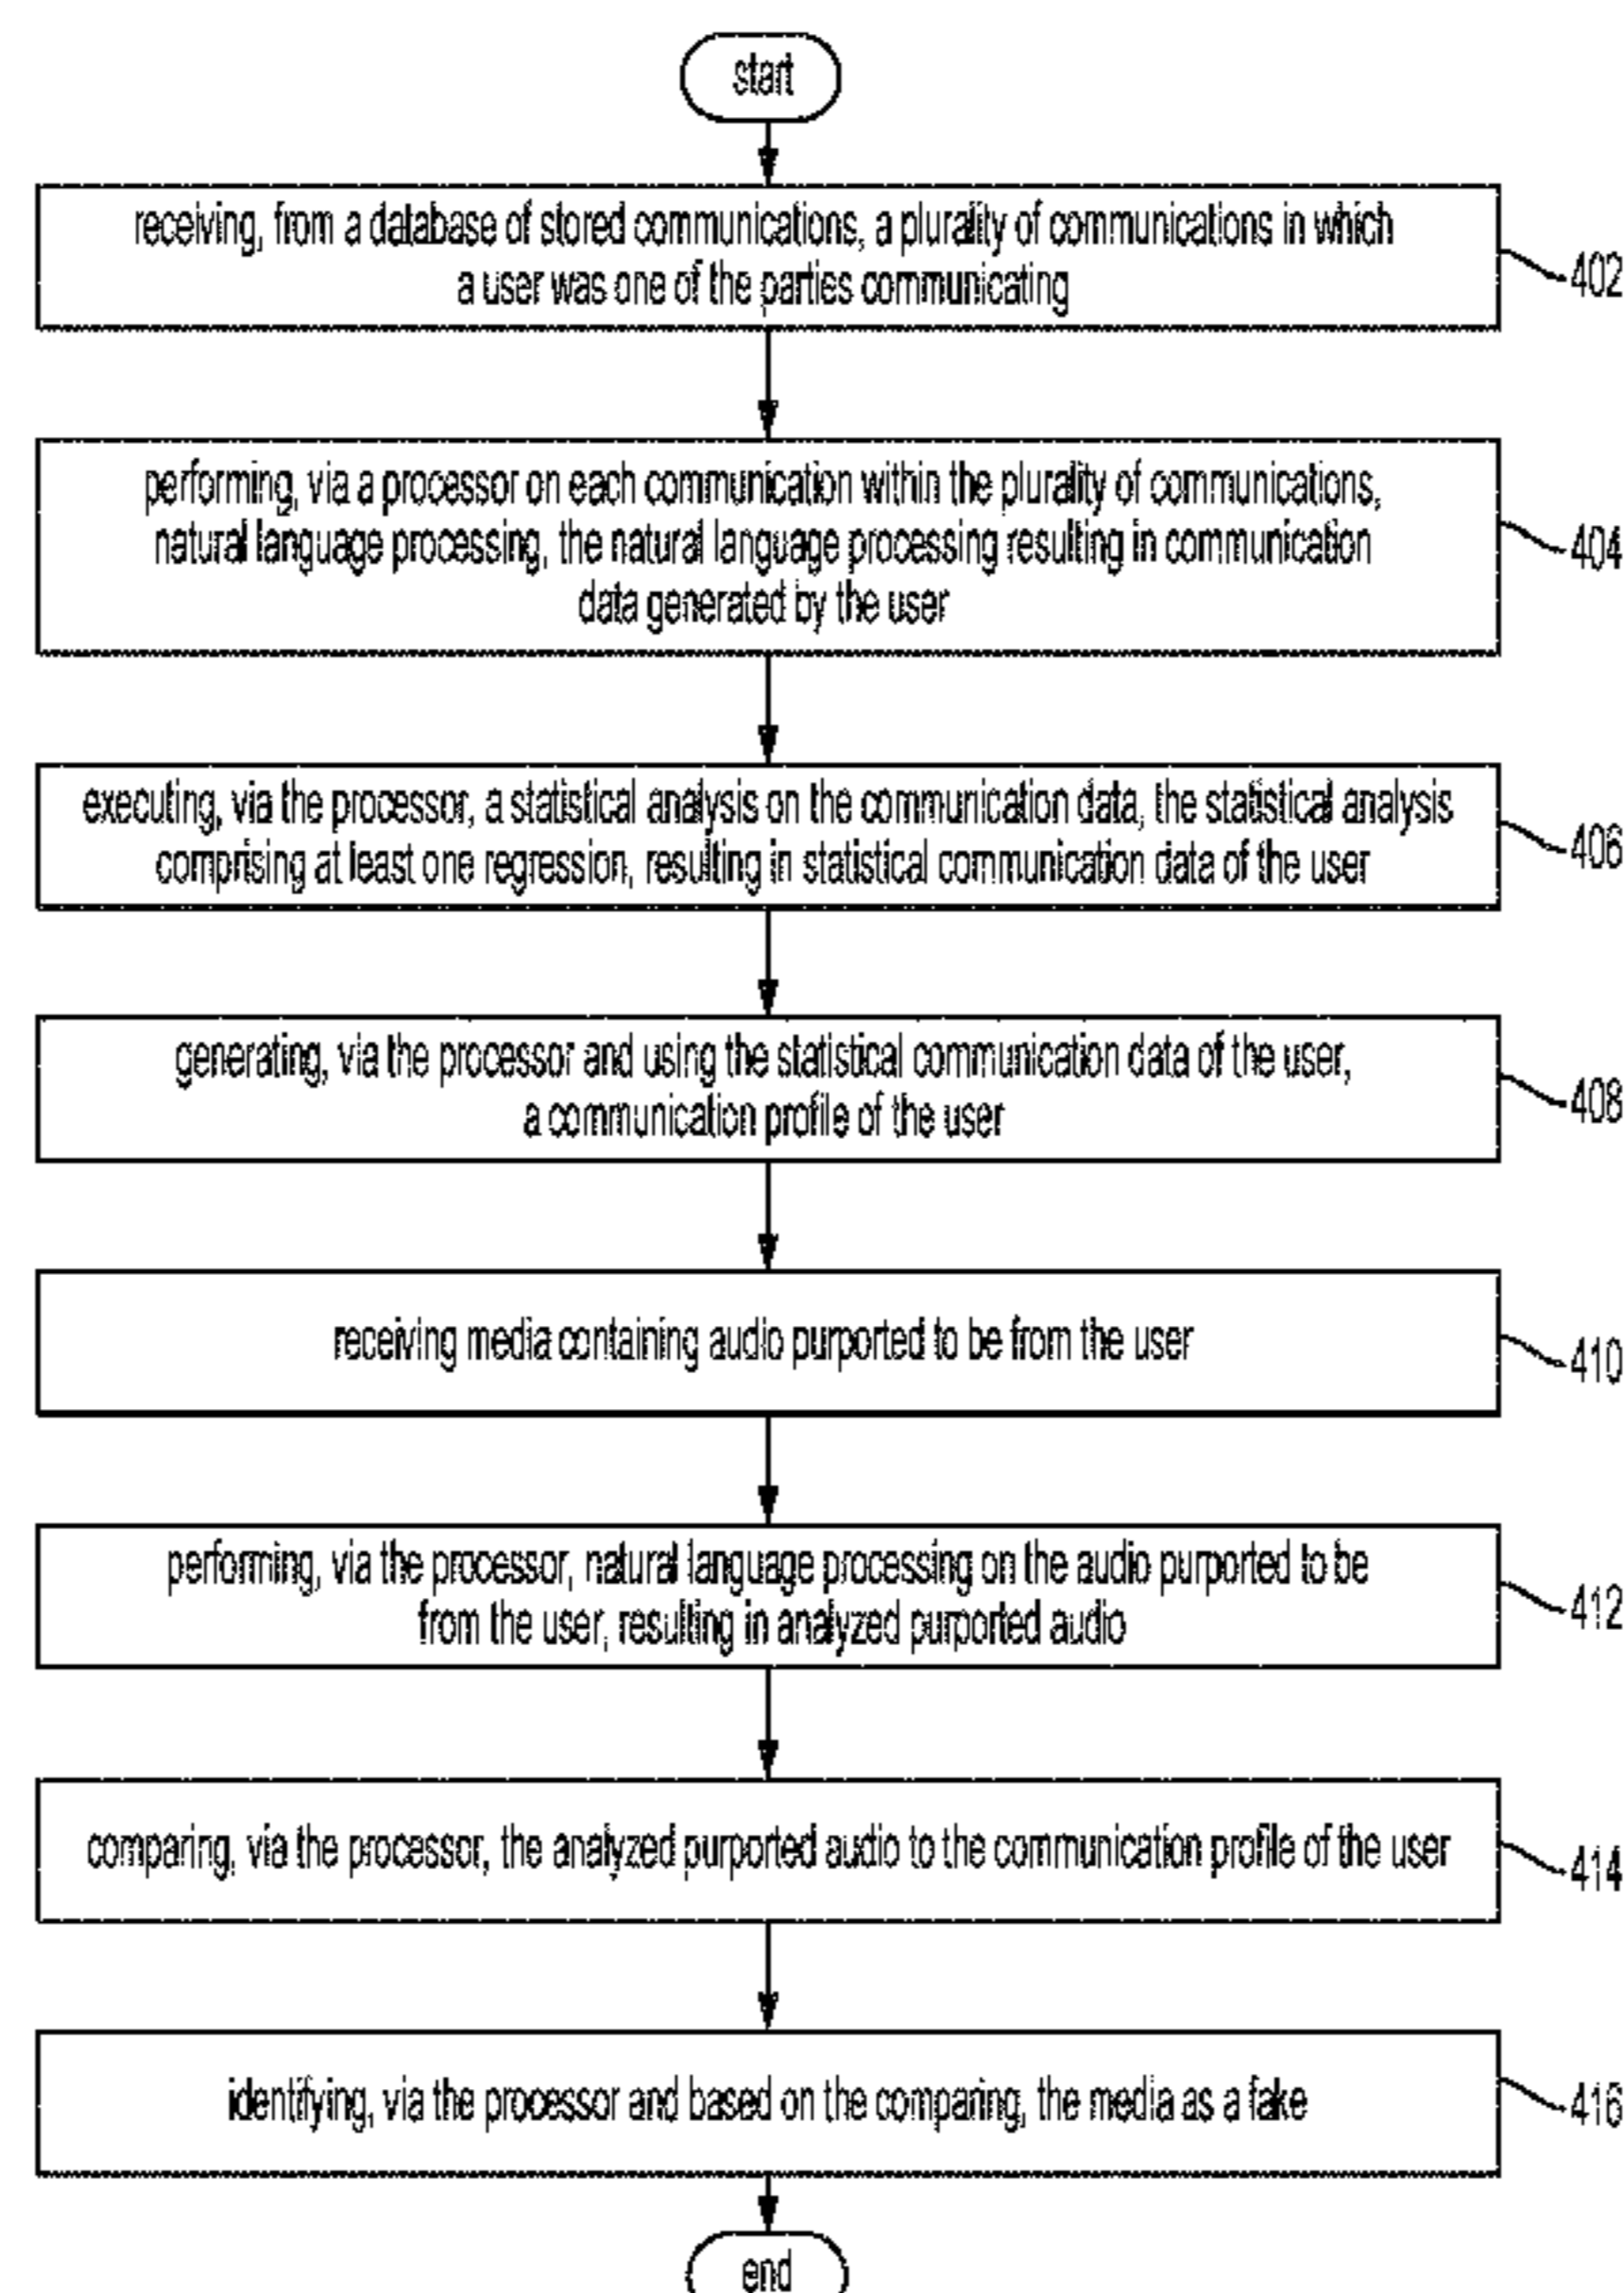 start
receiving, from a database of stored communications, a plurality of communications in which
a user was one of the parties communicating
402
performing, via a processor on each communication within the plurality of communications,
natural language processing, the natural language processing resulting in communication
data generated by the user
404
executing, via the processor, a statistical analysis on the communication data, the statistical analysis
comprising at least one regression, resulting in statistical communication data of the user
406
generating, via the processor and using the statistical communication data of the user,
a communication profile of the user
408
receiving media containing audio purported to be from the user
410
performing, via the processor, natural language processing on the audio purported to be
from the user, resulting in analyzed purported audio
412
comparing, via the processor, the analyzed purported audio to the communication profile of the user
414
identifying, via the processor and based on the comparing, the media as a fake
416
end